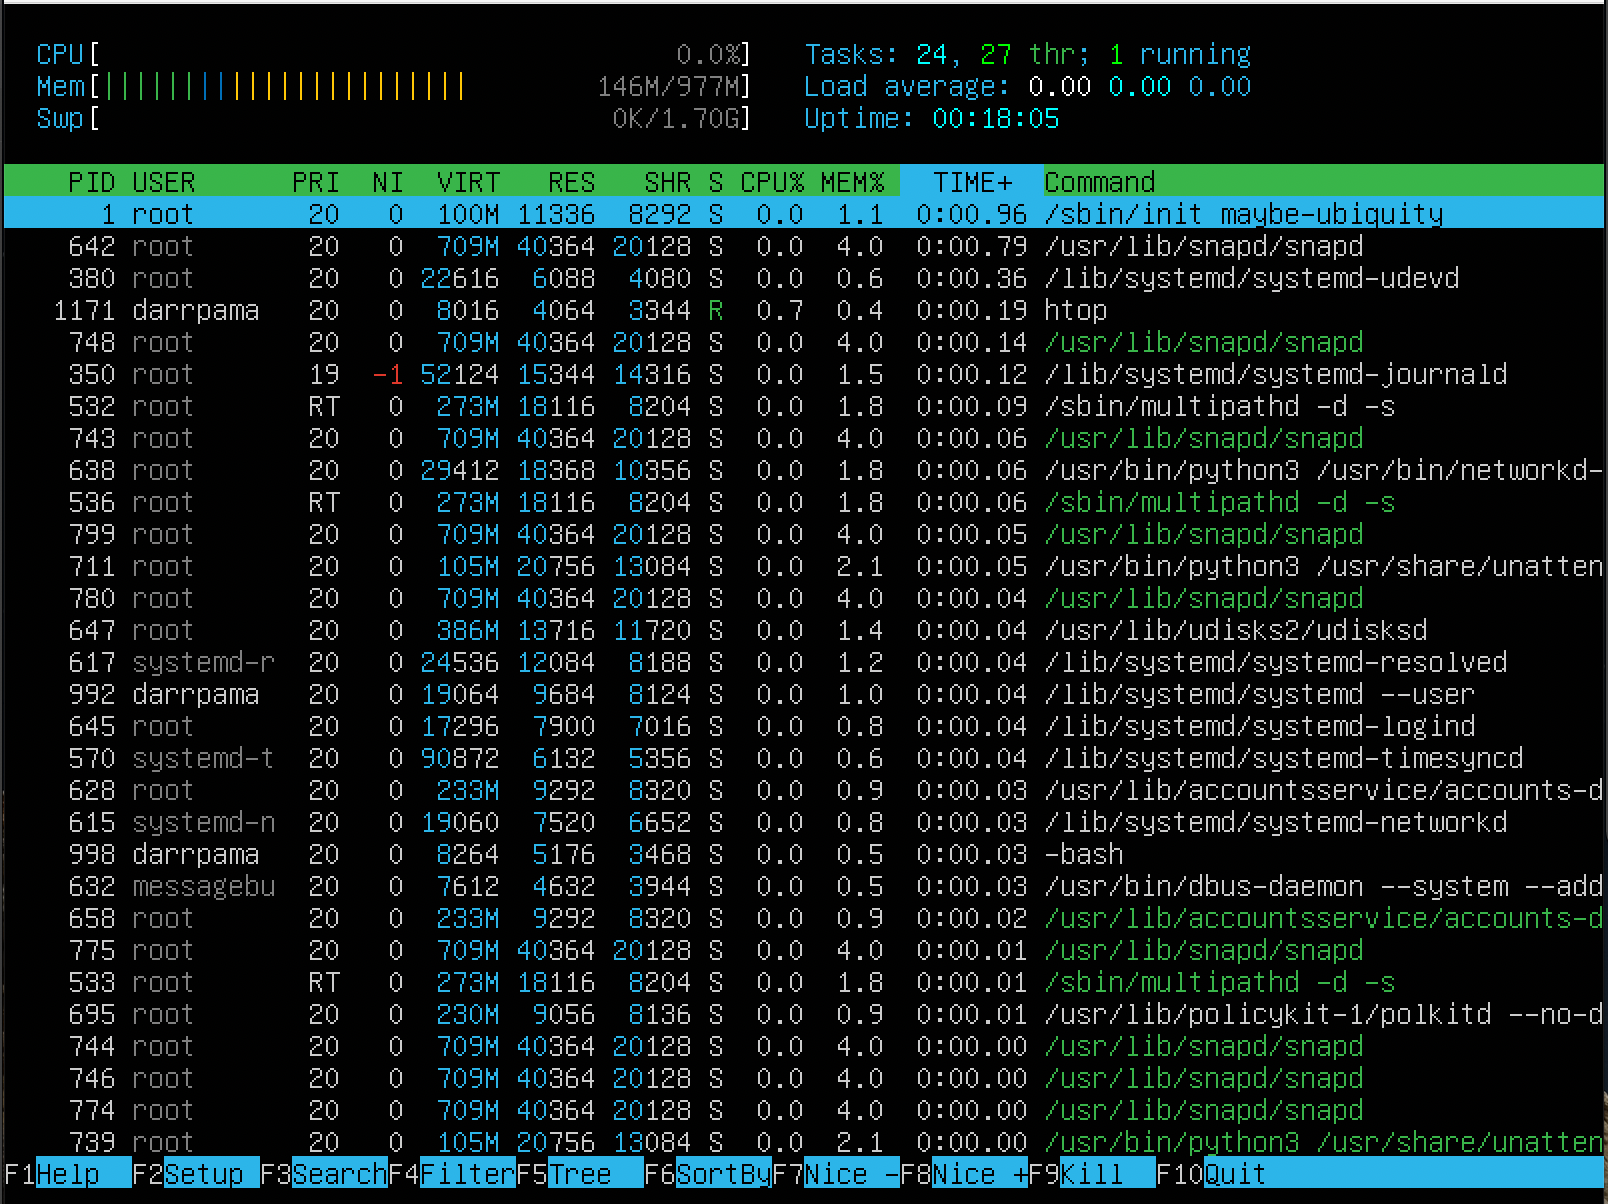 CPU[ 0.0%] Tasks: 24, 27 thr; 1 running
Mem[||||||||||||||||||||||| 146M/977M] Load average: 0.00 0.00 0.00
Swp[ 0K/1.70G] Uptime: 00:18:05
PID USER PRI NI VIRT RES SHR S CPU% MEM% TIME+ Command
1 root 20 0 100M 11336 8292 S 0.0 1.1 0:00.96 /sbin/init maybe-ubiquity
642 root 20 0 709M 40364 20128 S 0.0 4.0 0:00.79 /usr/lib/snapd/snapd
380 root 20 0 22616 6088 4080 S 0.0 0.6 0:00.36 /lib/systemd/systemd-udevd
1171 darrpama 20 0 8016 4064 3344 R 0.7 0.4 0:00.19 htop
748 root 20 0 709M 40364 20128 S 0.0 4.0 0:00.14 /usr/lib/snapd/snapd
350 root 19 -1 52124 15344 14316 S 0.0 1.5 0:00.12 /lib/systemd/systemd-journald
532 root RT 0 273M 18116 8204 S 0.0 1.8 0:00.09 /sbin/multipathd -d -s
743 root 20 0 709M 40364 20128 S 0.0 4.0 0:00.06 /usr/lib/snapd/snapd
638 root 20 0 29412 18368 10356 S 0.0 1.8 0:00.06 /usr/bin/python3 /usr/bin/networkd-
536 root RT 0 273M 18116 8204 S 0.0 1.8 0:00.06 /sbin/multipathd -d -s
799 root 20 0 709M 40364 20128 S 0.0 4.0 0:00.05 /usr/lib/snapd/snapd
711 root 20 0 105M 20756 13084 S 0.0 2.1 0:00.05 /usr/bin/python3 /usr/share/unatten
780 root 20 0 709M 40364 20128 S 0.0 4.0 0:00.04 /usr/lib/snapd/snapd
647 root 20 0 386M 13716 11720 S 0.0 1.4 0:00.04 /usr/lib/udisks2/udisksd
617 systemd-r 20 0 24536 12084 8188 S 0.0 1.2 0:00.04 /lib/systemd/systemd-resolved
992 darrpama 20 0 19064 9684 8124 S 0.0 1.0 0:00.04 /lib/systemd/systemd --user
645 root 20 0 17296 7900 7016 S 0.0 0.8 0:00.04 /lib/systemd/systemd-logind
570 systemd-t 20 0 90872 6132 5356 S 0.0 0.6 0:00.04 /lib/systemd/systemd-timesyncd
628 root 20 0 233M 9292 8320 S 0.0 0.9 0:00.03 /usr/lib/accountsservice/accounts-d
615 systemd-n 20 0 19060 7520 6652 S 0.0 0.8 0:00.03 /lib/systemd/systemd-networkd
998 darrpama 20 0 8264 5176 3468 S 0.0 0.5 0:00.03 -bash
632 messagebu 20 0 7612 4632 3944 S 0.0 0.5 0:00.03 /usr/bin/dbus-daemon --system --add
658 root 20 0 233M 9292 8320 S 0.0 0.9 0:00.02 /usr/lib/accountsservice/accounts-d
775 root 20 0 709M 40364 20128 S 0.0 4.0 0:00.01 /usr/lib/snapd/snapd
533 root RT 0 273M 18116 8204 S 0.0 1.8 0:00.01 /sbin/multipathd -d -s
695 root 20 0 230M 9056 8136 S 0.0 0.9 0:00.01 /usr/lib/policykit-1/polkitd --no-d
744 root 20 0 709M 40364 20128 S 0.0 4.0 0:00.00 /usr/lib/snapd/snapd
746 root 20 0 709M 40364 20128 S 0.0 4.0 0:00.00 /usr/lib/snapd/snapd
774 root 20 0 709M 40364 20128 S 0.0 4.0 0:00.00 /usr/lib/snapd/snapd
739 root 20 0 105M 20756 13084 S 0.0 2.1 0:00.00 /usr/bin/python3 /usr/share/unatten
F1Help F2Setup F3SearchF4FilterF5Tree F6SortByF7Nice -F8Nice +F9Kill F10Quit